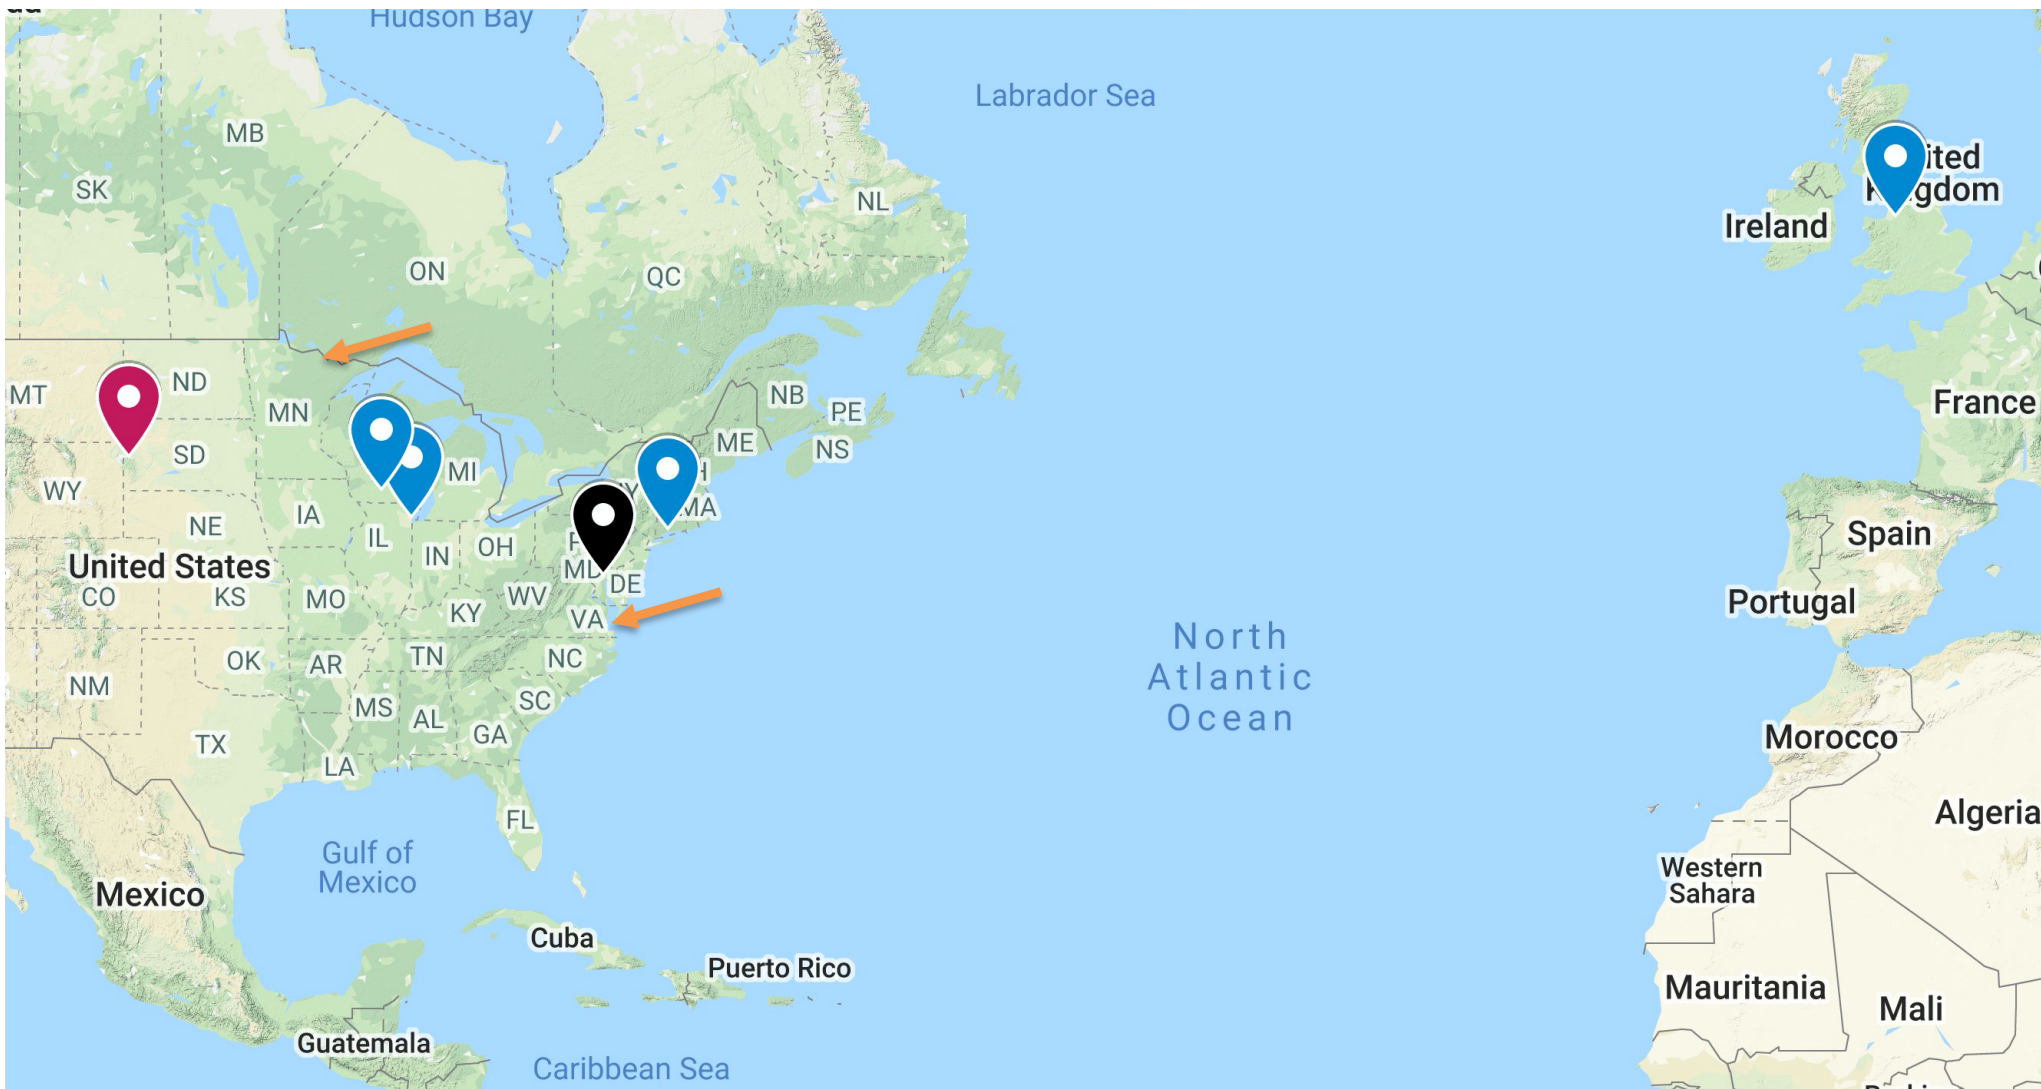 Hudson Bay
Labrador Sea
MB
SK
NL
ON
QC
Ireland
Kingdom
MT
ND
MN
NB
PE
ME
NS
SD
MI
WY
MA
IA
NE
IL
IN
OH
France
Spain
United States
MD
DE
CO
KS
MO
WV
KY
VA
Portugal
OK
AR
TN
NC
North
Atlantic
Ocean
NM
MS
AL
SC
GA
TX
LA
Morocco
FL
Algeria
Gulf of
Mexico
Western
Sahara
Mexico
Cuba
Puerto Rico
Mauritania
Mali
Guatemala
Caribbean Sea